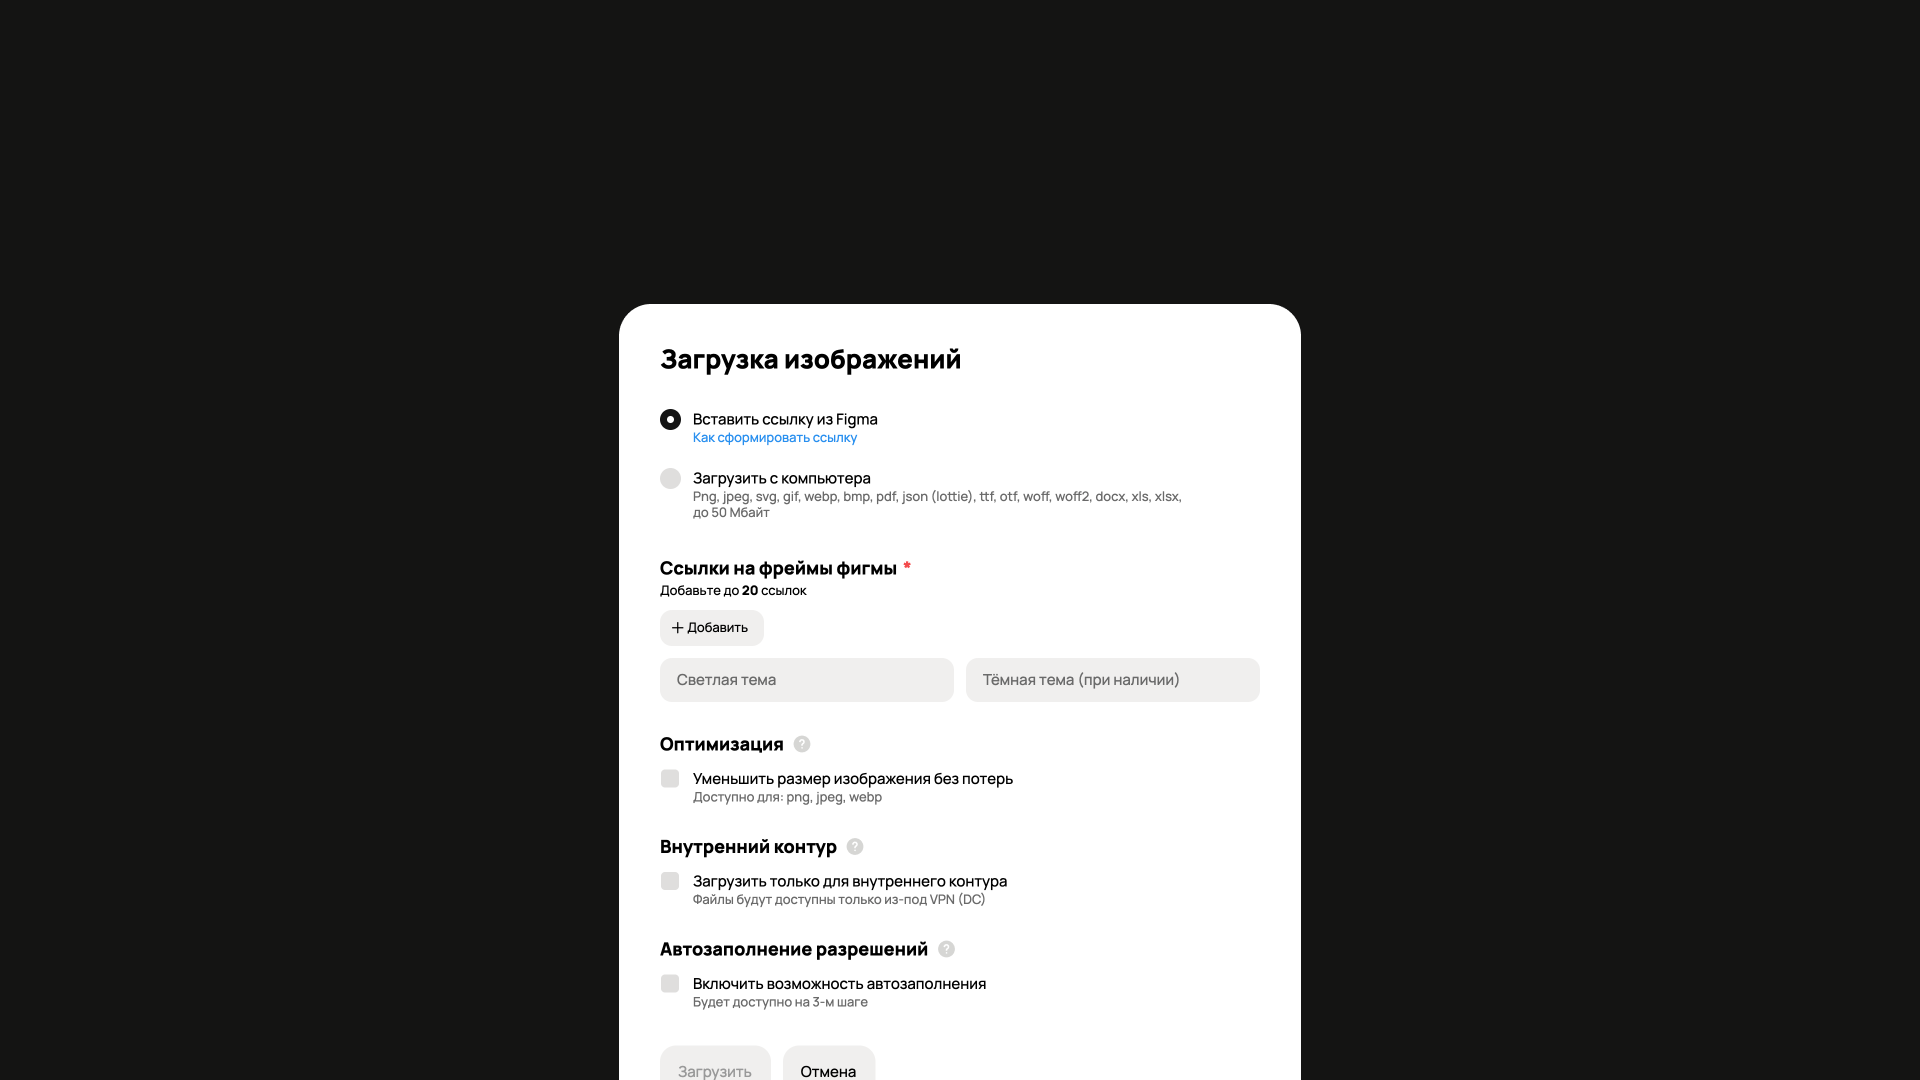 Загрузка изображений
Вставить ссылку из Figma
Как сформировать ссылку
Загрузить с компьютера
Png, jpeg, svg, gif, webp, bmp, pdf, json (lottie), ttf, otf, woff, woff2, docx, xls, xlsx,
до 50 Мбайт
Ссылки на фреймы фигмы *
Добавьте до 20 ссылок
+ Добавить
Светлая тема
Тёмная тема (при наличии)
Оптимизация ?
Уменьшить размер изображения без потерь
Доступно для: png, jpeg, webp
Внутренний контур ?
Загрузить только для внутреннего контура
Файлы будут доступны только из-под VPN (DC)
Автозаполнение разрешений ?
Включить возможность автозаполнения
Будет доступно на 3-м шаге
Загрузить
Отмена